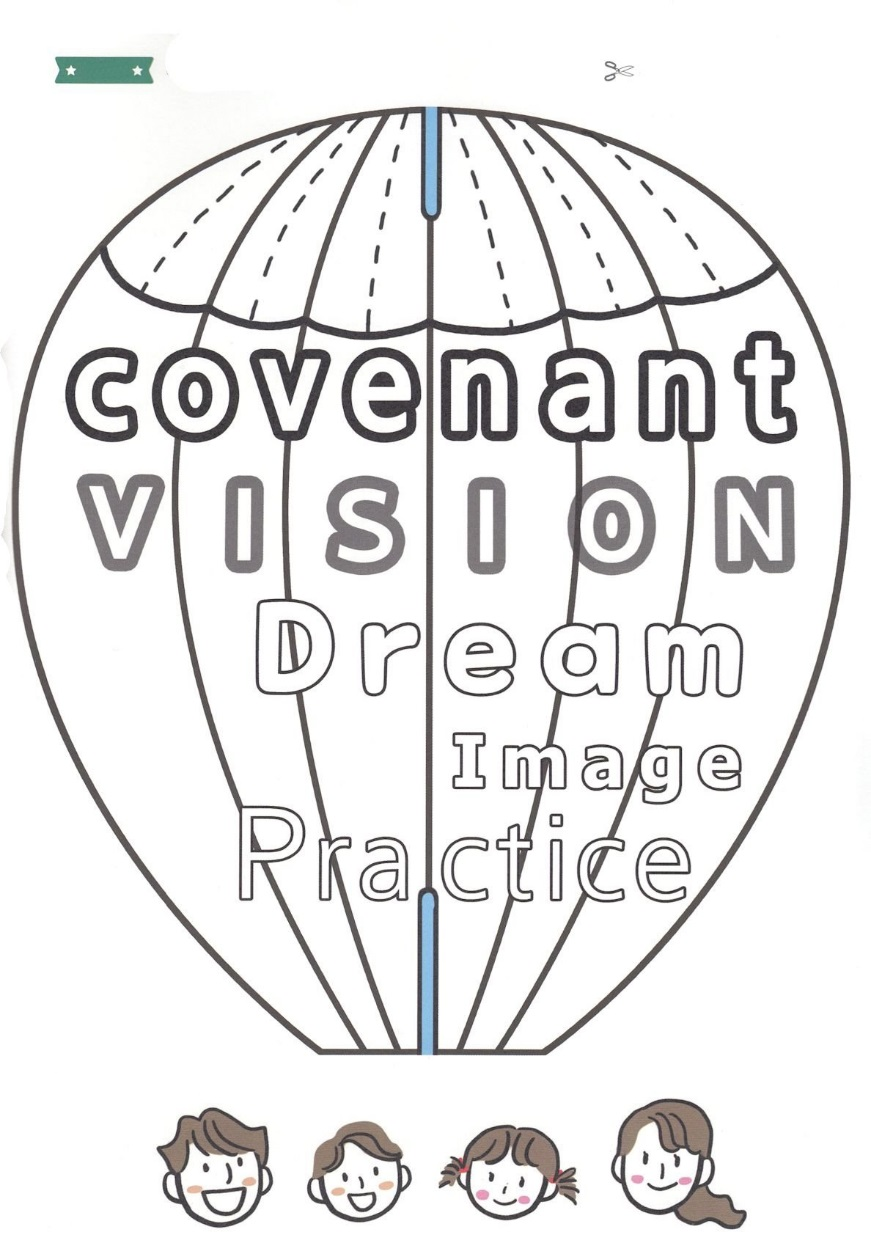 covenant
VISION
Dream
Image
Practice